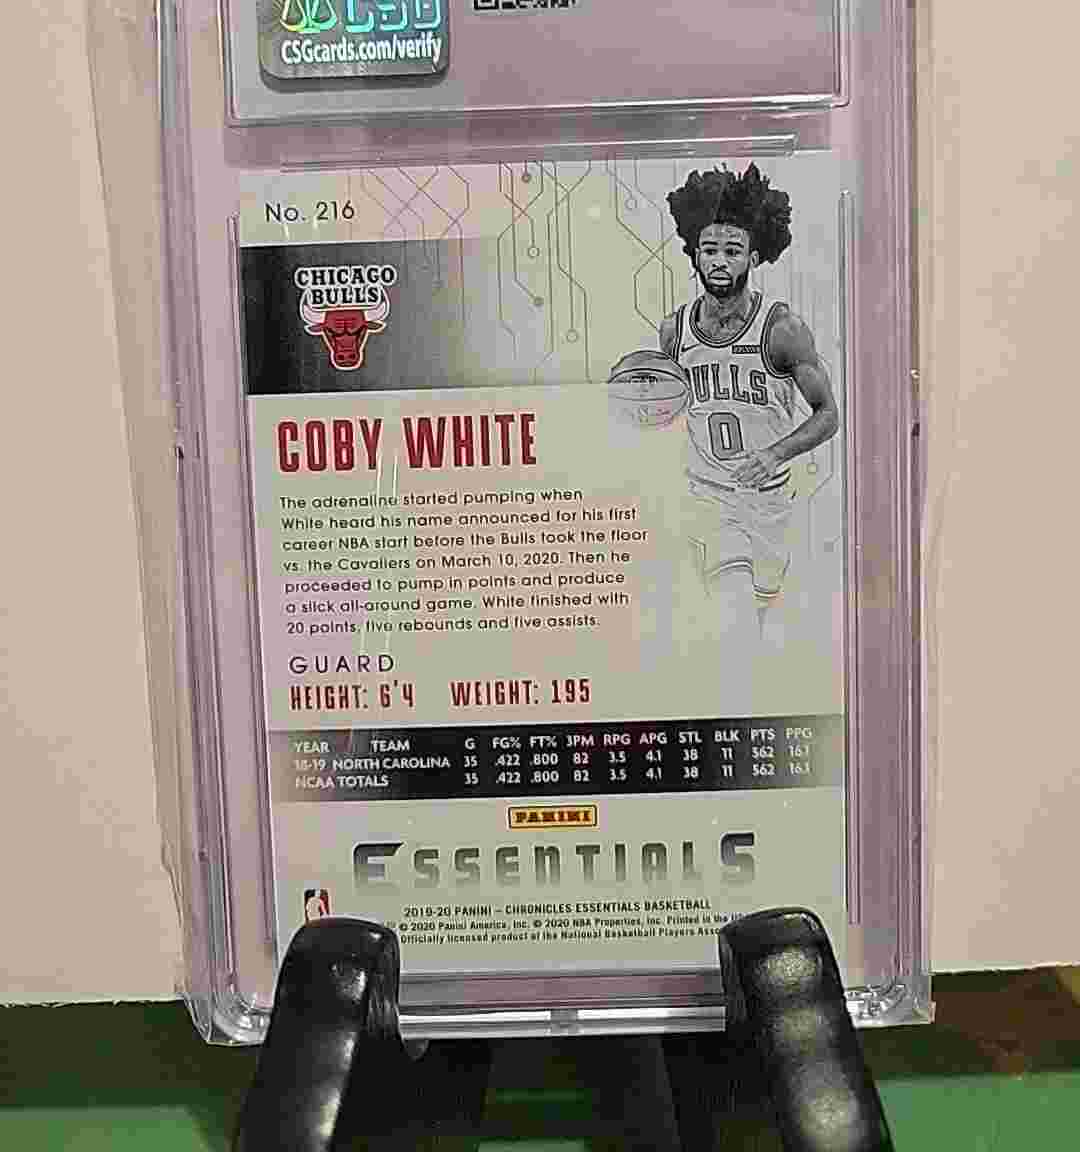 CSG
CSGcards.com/verify
No. 216
CHICAGO
BULLS
BULLS
0
COBY WHITE
The adrenaline started pumping when
White heard his name announced for his first
career NBA start before the Bulls took the floor
vs. the Cavaliers on March 10, 2020. Then he
proceeded to pump in points and produce
a slick all-around game. White finished with
20 points, five rebounds and five assists.
GUARD
HEIGHT: 6'4 WEIGHT: 195
YEAR TEAM G FG% FT% 3PM RPG APG STL BLK PTS PPG
18-19 NORTH CAROLINA 35 .422 .800 82 3.5 4.1 38 11 562 16.1
NCAA TOTALS 35 .422 .800 82 3.5 4.1 38 11 562 16.1
PANINI
ESSENTIALS
2019-20 PANINI – CHRONICLES ESSENTIALS BASKETBALL
© 2020 Panini America, Inc. © 2020 NBA Properties, Inc. Printed in the
Officially licensed product of the National Basketball Players